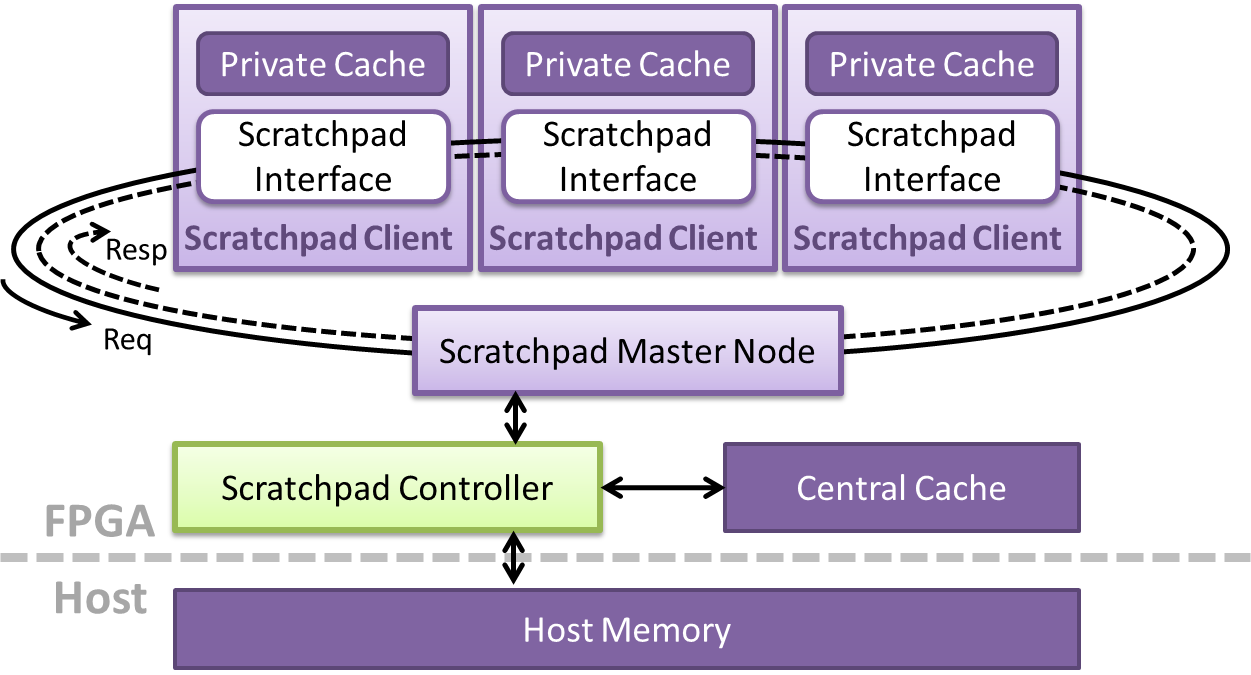 Private Cache
Private Cache
Private Cache
Scratchpad
Interface
Scratchpad
Interface
Scratchpad
Interface
Scratchpad Client
Scratchpad Client
Scratchpad Client
Resp
Req
Scratchpad Master Node
Scratchpad Controller
Central Cache
FPGA
Host
Host Memory